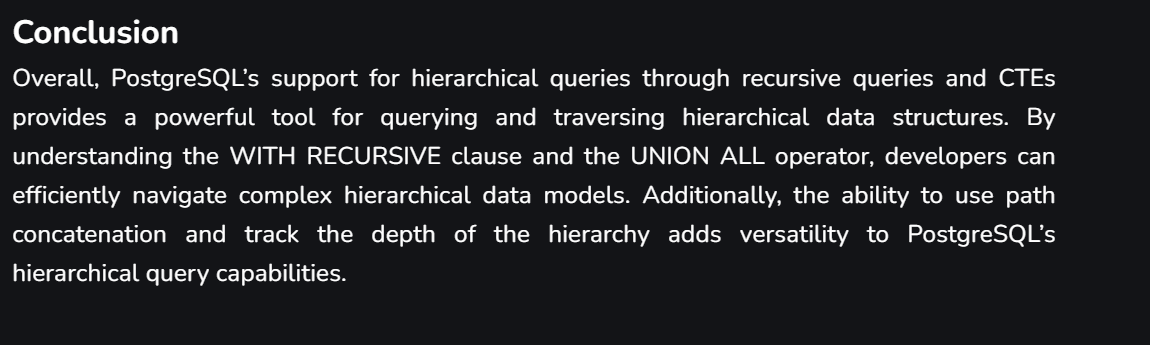 Conclusion
Overall, PostgreSQL’s support for hierarchical queries through recursive queries and CTEs
provides a powerful tool for querying and traversing hierarchical data structures. By
understanding the WITH RECURSIVE clause and the UNION ALL operator, developers can
efficiently navigate complex hierarchical data models. Additionally, the ability to use path
concatenation and track the depth of the hierarchy adds versatility to PostgreSQL’s
hierarchical query capabilities.